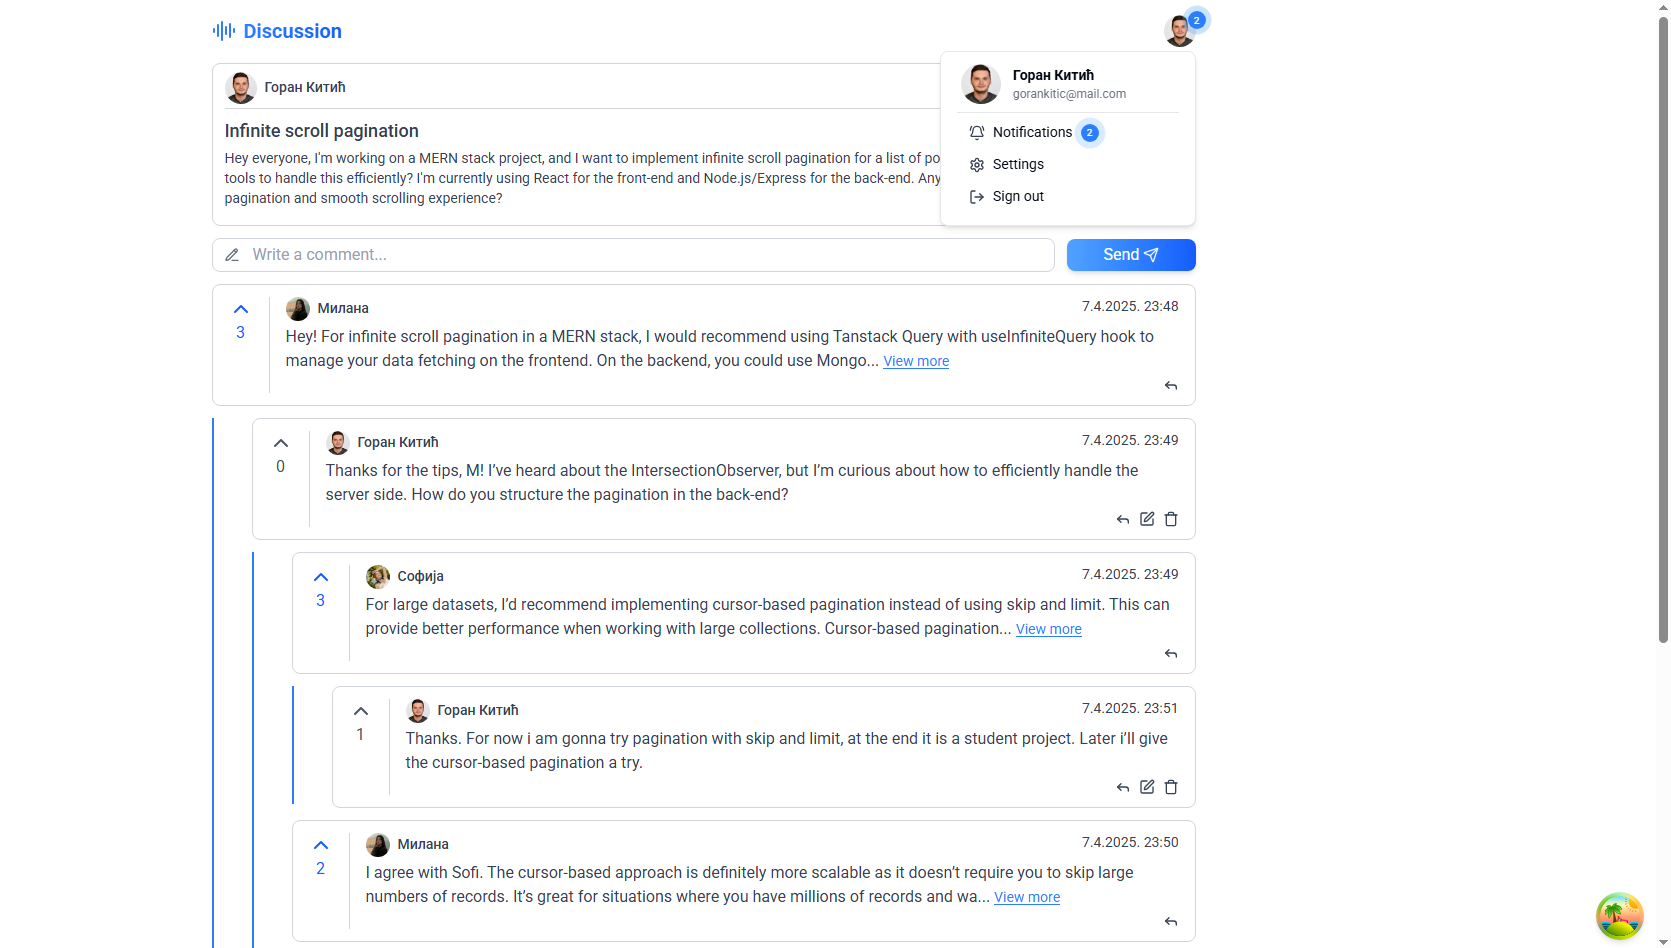 Discussion
2
Горан Китић
gorankitic@mail.com
Notifications 2
Settings
Sign out
Горан Китић
Infinite scroll pagination
Hey everyone, I'm working on a MERN stack project, and I want to implement infinite scroll pagination for a list of po
tools to handle this efficiently? I'm currently using React for the front-end and Node.js/Express for the back-end. Any
pagination and smooth scrolling experience?
Write a comment...
Send
3
Милана
7.4.2025. 23:48
Hey! For infinite scroll pagination in a MERN stack, I would recommend using Tanstack Query with useInfiniteQuery hook to
manage your data fetching on the frontend. On the backend, you could use Mongo... View more
0
Горан Китић
7.4.2025. 23:49
Thanks for the tips, M! I’ve heard about the IntersectionObserver, but I’m curious about how to efficiently handle the
server side. How do you structure the pagination in the back-end?
3
Софија
7.4.2025. 23:49
For large datasets, I’d recommend implementing cursor-based pagination instead of using skip and limit. This can
provide better performance when working with large collections. Cursor-based pagination... View more
1
Горан Китић
7.4.2025. 23:51
Thanks. For now i am gonna try pagination with skip and limit, at the end it is a student project. Later i’ll give
the cursor-based pagination a try.
2
Милана
7.4.2025. 23:50
I agree with Sofi. The cursor-based approach is definitely more scalable as it doesn’t require you to skip large
numbers of records. It’s great for situations where you have millions of records and wa... View more